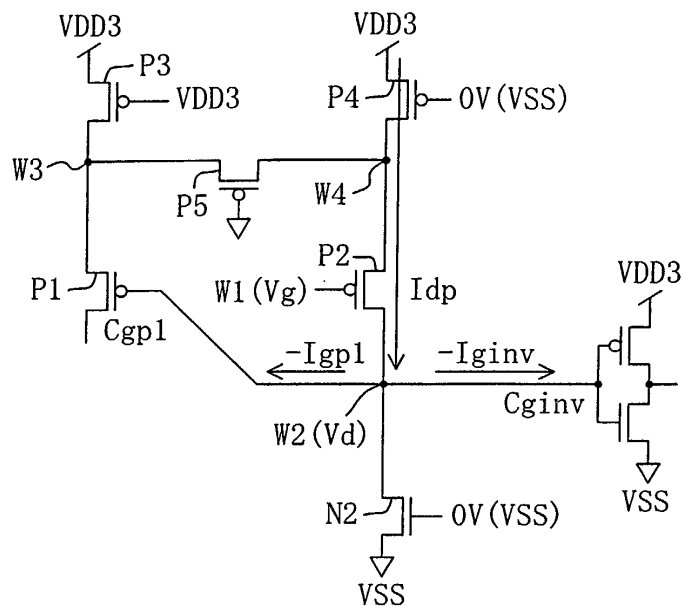 VDD3
P3
VDD3
VDD3
P4
0V(VSS)
W3
P5
W4
P1
Cgp1
P2
W1(Vg)
Idp
VDD3
-Igp1
-Iginv
Cginv
W2(Vd)
N2
0V(VSS)
VSS
VSS